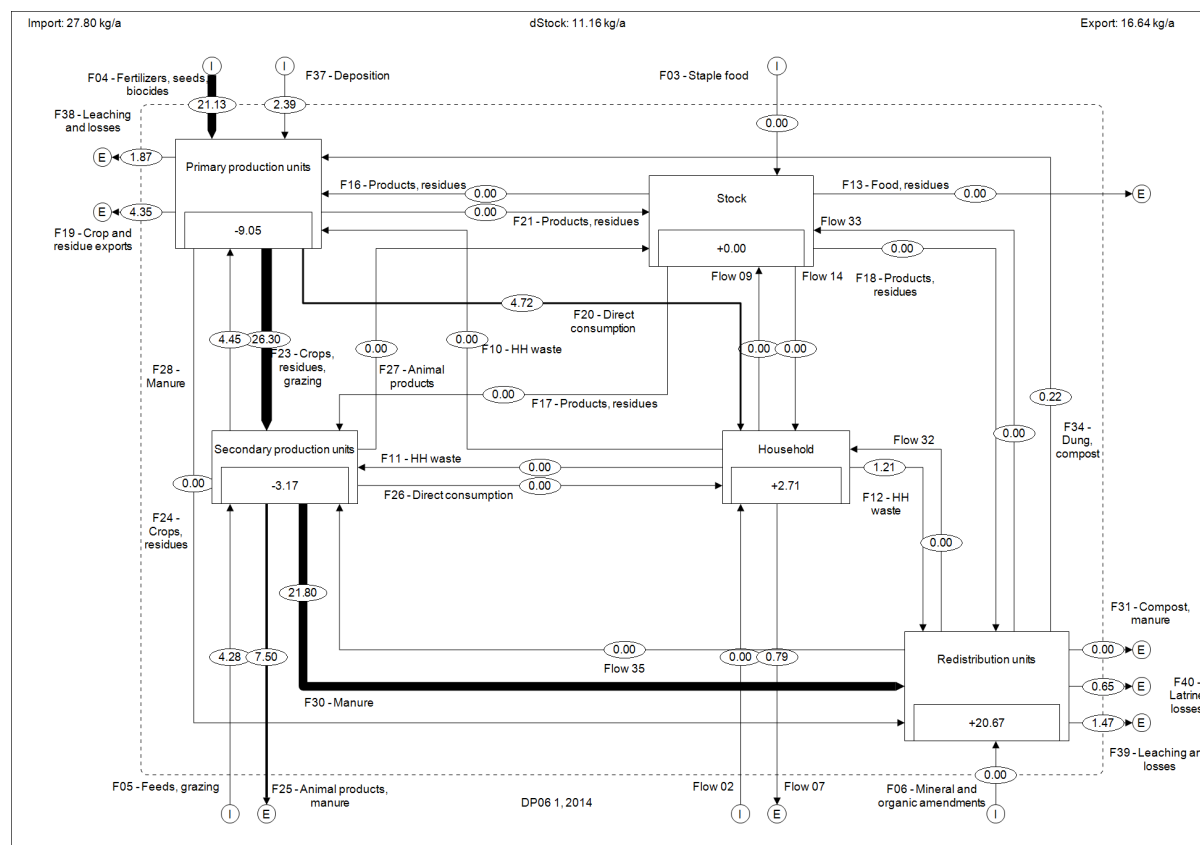 Import: 27.80 kg/a
dStock: 11.16 kg/a
Export: 16.64 kg/a
I
I
I
F04 - Fertilizers, seeds,
biocides
F37 - Deposition
F03 - Staple food
21.13
2.39
0.00
F38 - Leaching
and losses
E
1.87
Primary production units
-9.05
E
4.35
F19 - Crop and
residue exports
F16 - Products, residues
0.00
0.00
F21 - Products, residues
Stock
+0.00
F13 - Food, residues
0.00
E
Flow 33
0.00
F18 - Products,
residues
Flow 09
Flow 14
4.72
F20 - Direct
consumption
4.45
26.30
F23 - Crops,
residues,
grazing
0.00
0.00
F10 - HH waste
0.00
0.00
F28 -
Manure
F27 - Animal
products
0.00
F17 - Products, residues
0.22
F34 -
Dung,
compost
0.00
Secondary production units
-3.17
Household
+2.71
F11 - HH waste
0.00
0.00
F26 - Direct consumption
Flow 32
1.21
F12 - HH
waste
0.00
0.00
F24 -
Crops,
residues
21.80
F31 - Compost,
manure
4.28
7.50
0.00
Flow 35
0.00
0.79
Redistribution units
+20.67
0.00
E
0.65
E
F40 -
Latrine
losses
1.47
E
F30 - Manure
F39 - Leaching an
losses
0.00
F05 - Feeds, grazing
F25 - Animal products,
manure
Flow 02
Flow 07
F06 - Mineral and
organic amendments
DP06 1, 2014
I
E
I
E
I